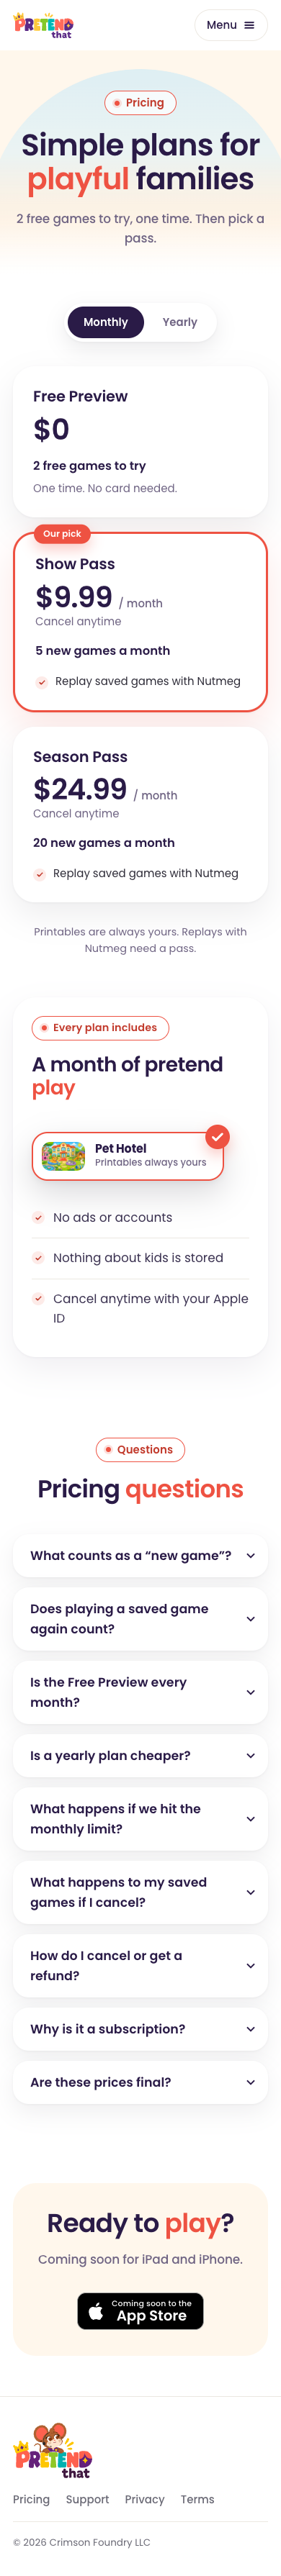 PRETEND
that
Menu
Pricing
Simple plans for
playful families
2 free games to try, one time. Then pick a
pass.
Monthly
Yearly
Free Preview
$0
2 free games to try
One time. No card needed.
Our pick
Show Pass
$9.99 / month
Cancel anytime
5 new games a month
Replay saved games with Nutmeg
Season Pass
$24.99 / month
Cancel anytime
20 new games a month
Replay saved games with Nutmeg
Printables are always yours. Replays with
Nutmeg need a pass.
Every plan includes
A month of pretend
play
Pet Hotel
Printables always yours
No ads or accounts
Nothing about kids is stored
Cancel anytime with your Apple
ID
Questions
Pricing questions
What counts as a “new game”?
Does playing a saved game
again count?
Is the Free Preview every
month?
Is a yearly plan cheaper?
What happens if we hit the
monthly limit?
What happens to my saved
games if I cancel?
How do I cancel or get a
refund?
Why is it a subscription?
Are these prices final?
Ready to play?
Coming soon for iPad and iPhone.
Coming soon to the
App Store
PRETEND
that
Pricing
Support
Privacy
Terms
© 2026 Crimson Foundry LLC